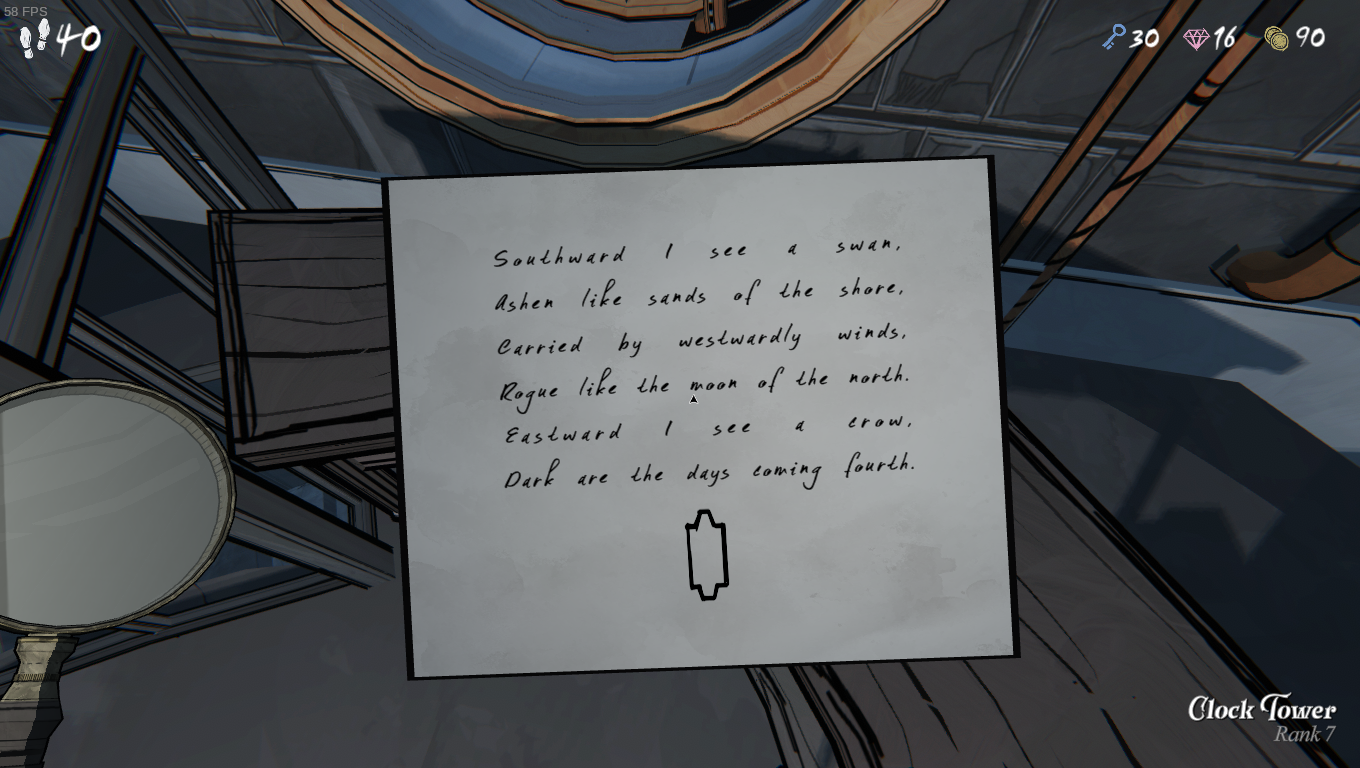 58 FPS
40
30 16 90
Southward I see a swan,
Ashen like sands of the shore,
Carried by westwardly winds,
Rogue like the moon of the north.
Eastward I see a crow,
Dark are the days coming fourth.
Clock Tower
Rank 7